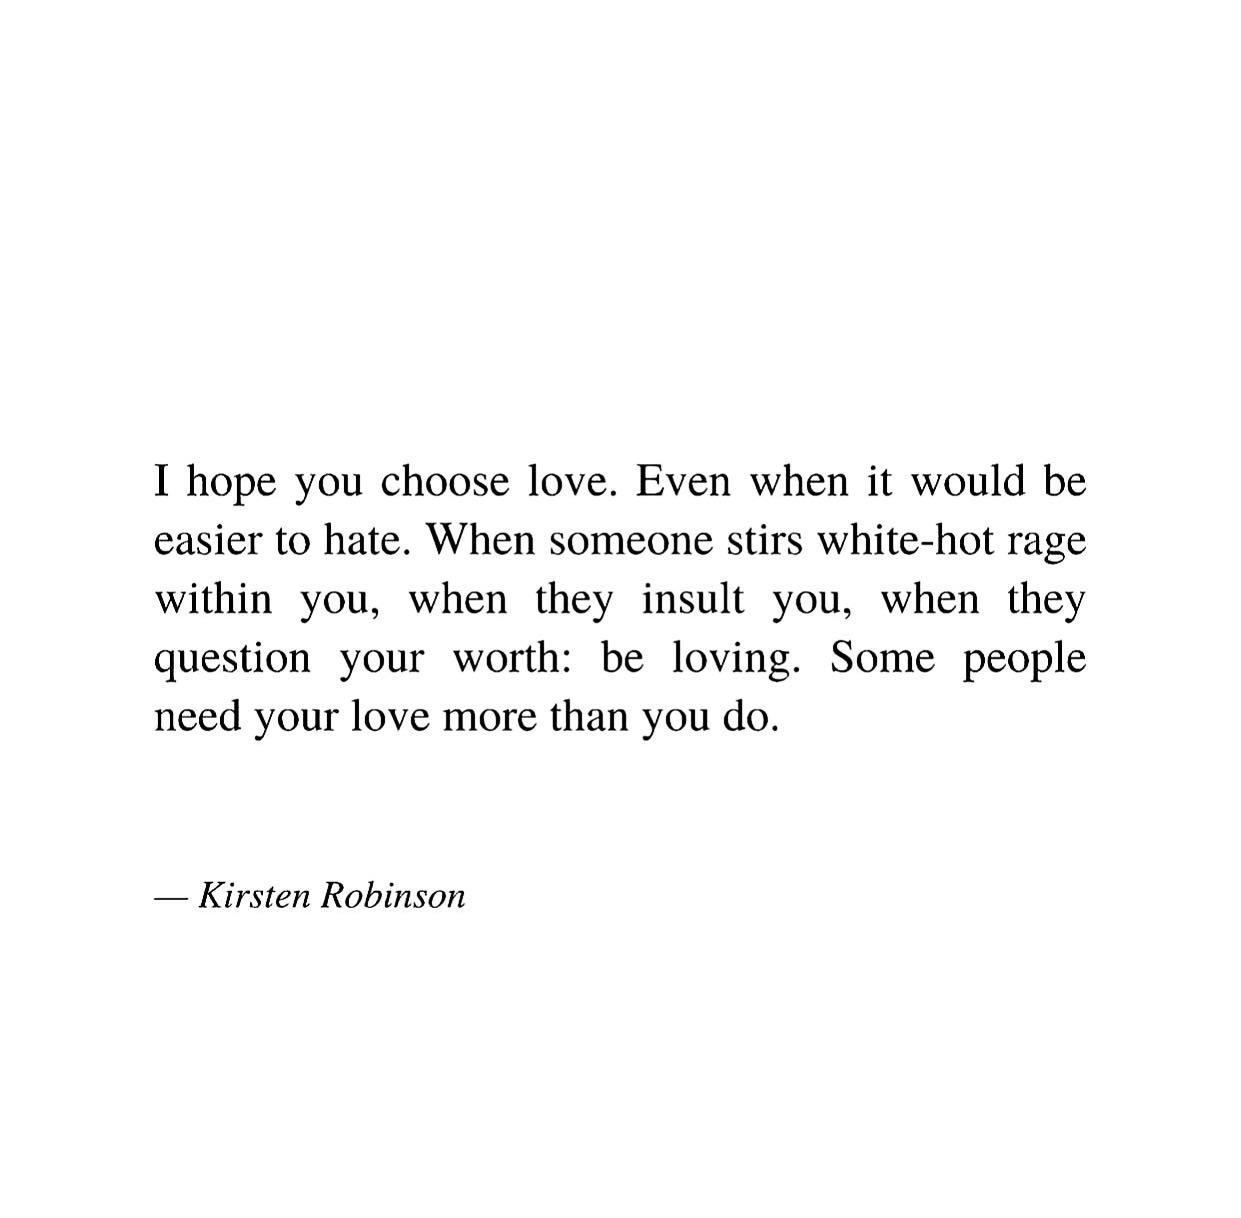 I hope you choose love. Even when it would be
easier to hate. When someone stirs white-hot rage
within you, when they insult you, when they
question your worth: be loving. Some people
need your love more than you do.
— Kirsten Robinson